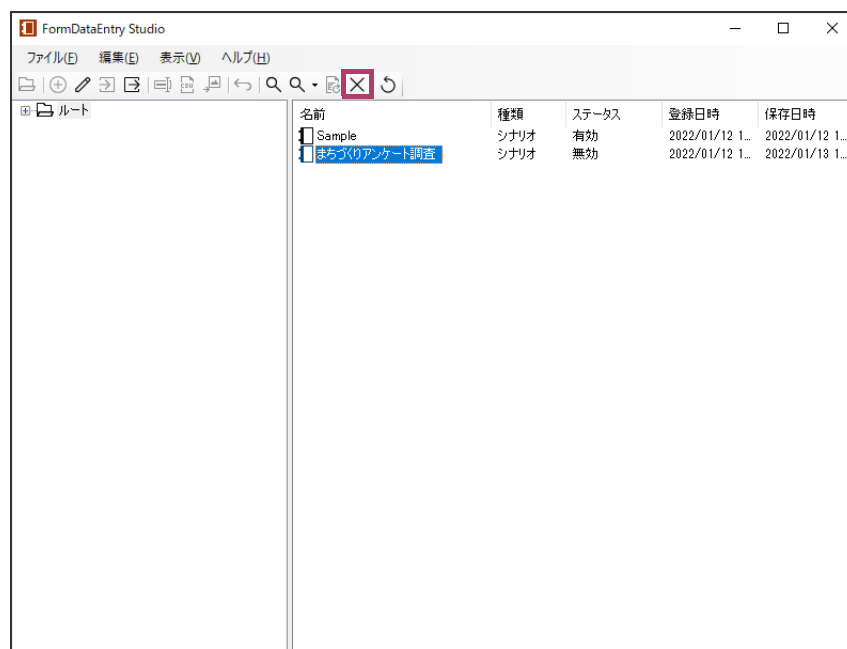 FormDataEntry Studio
ファイル(F) 編集(E) 表示(V) ヘルプ(H)
CSV
ルート
名前 種類 ステータス 登録日時 保存日時
Sample シナリオ 有効 2022/01/12 1... 2022/01/12 1...
まちづくりアンケート調査 シナリオ 無効 2022/01/12 1... 2022/01/13 1...